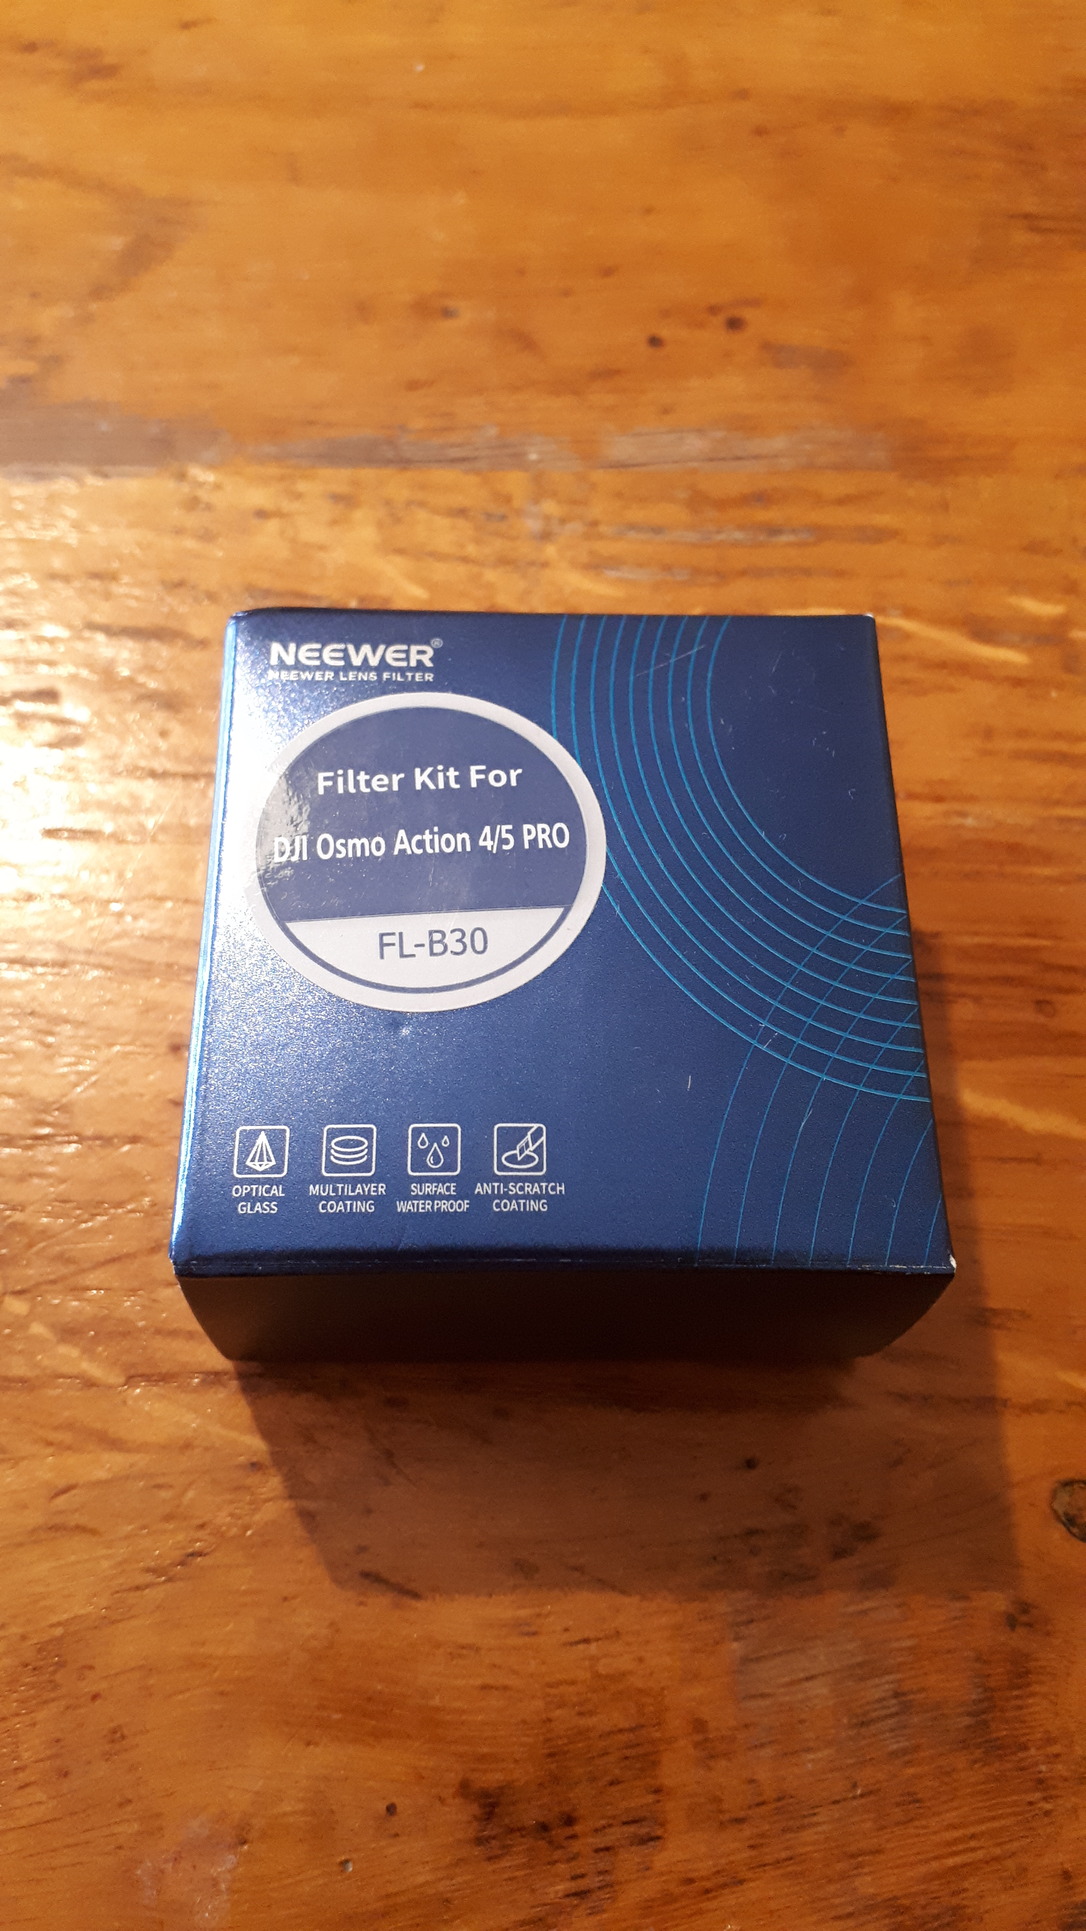 NEEWER®
NEEWER LENS FILTER
Filter Kit For
DJI Osmo Action 4/5 PRO
FL-B30
OPTICAL
GLASS
MULTILAYER
COATING
SURFACE
WATER PROOF
ANTI-SCRATCH
COATING